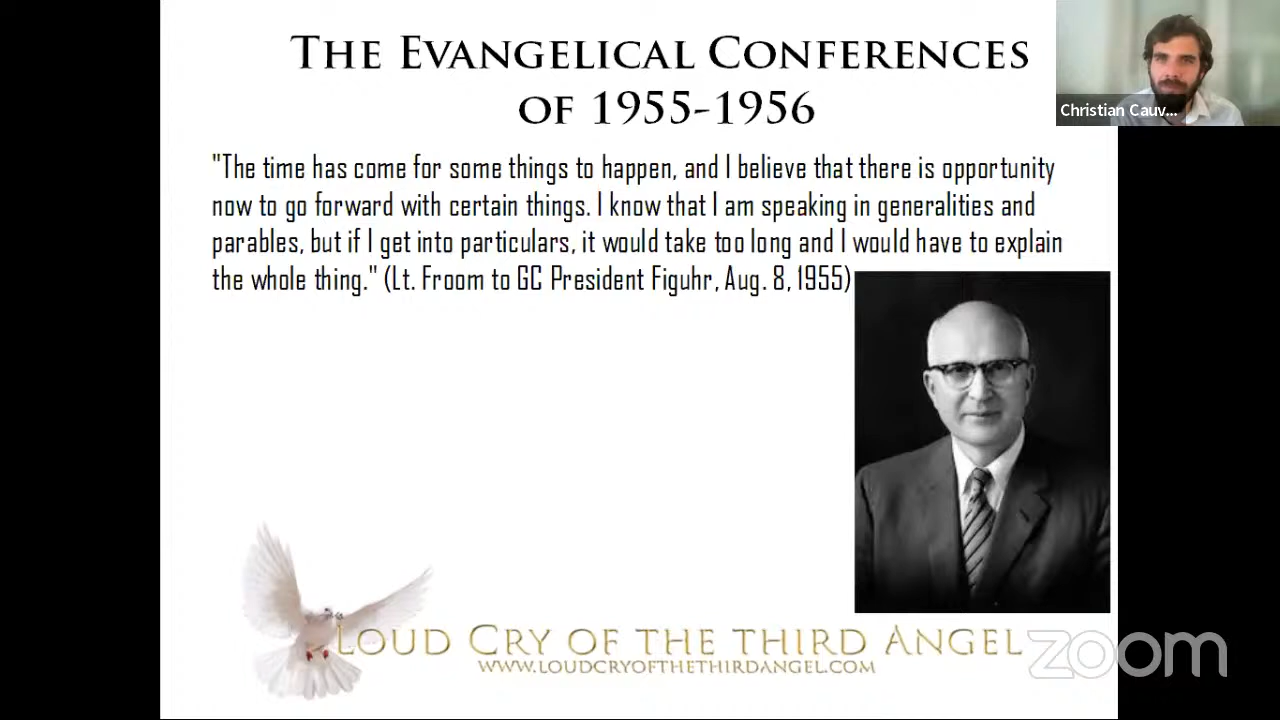 THE EVANGELICAL CONFERENCES
OF 1955-1956
Christian Cauv...
"The time has come for some things to happen, and I believe that there is opportunity
now to go forward with certain things. I know that I am speaking in generalities and
parables, but if I get into particulars, it would take too long and I would have to explain
the whole thing." (Lt. Froom to GC President Figuhr, Aug. 8, 1955)
LOUD CRY OF THE THIRD ANGEL
WWW.LOUDCRYOFTHETHIRDANGEL.COM
zoom